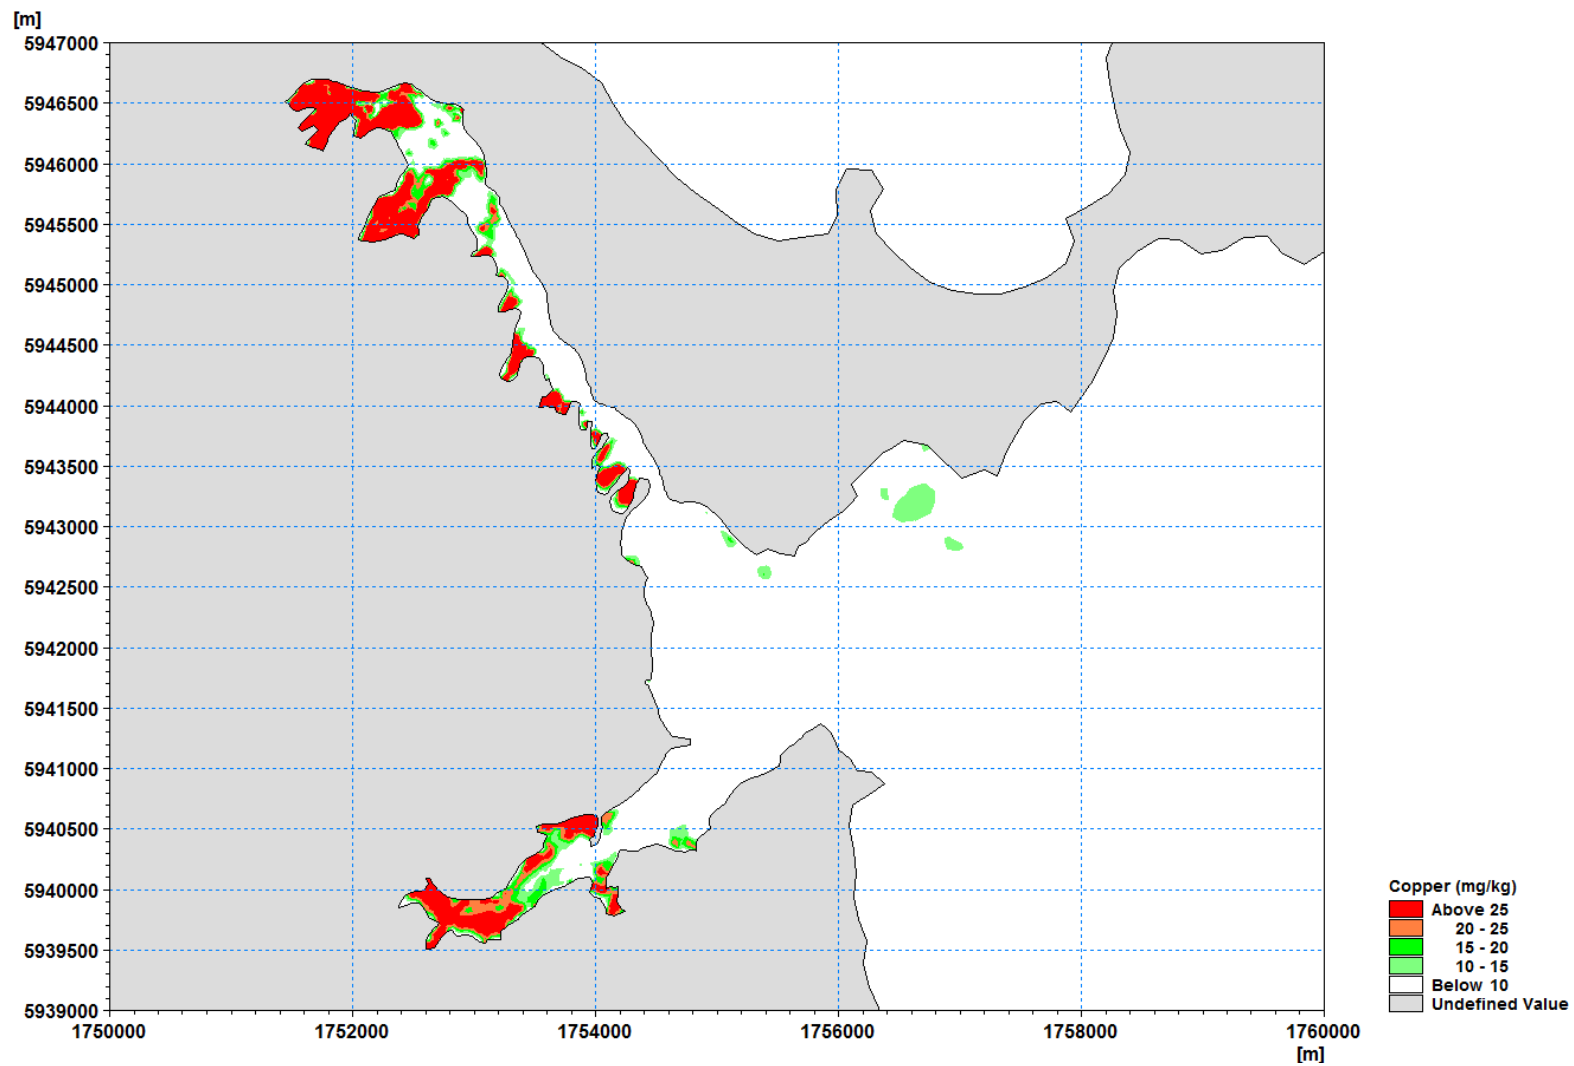 [m]
5947000
5946500
5946000
5945500
5945000
5944500
5944000
5943500
5943000
5942500
5942000
5941500
5941000
5940500
5940000
5939500
5939000
1750000 1752000 1754000 1756000 1758000 1760000
[m]
Copper (mg/kg)
Above 25
20 - 25
15 - 20
10 - 15
Below 10
Undefined Value